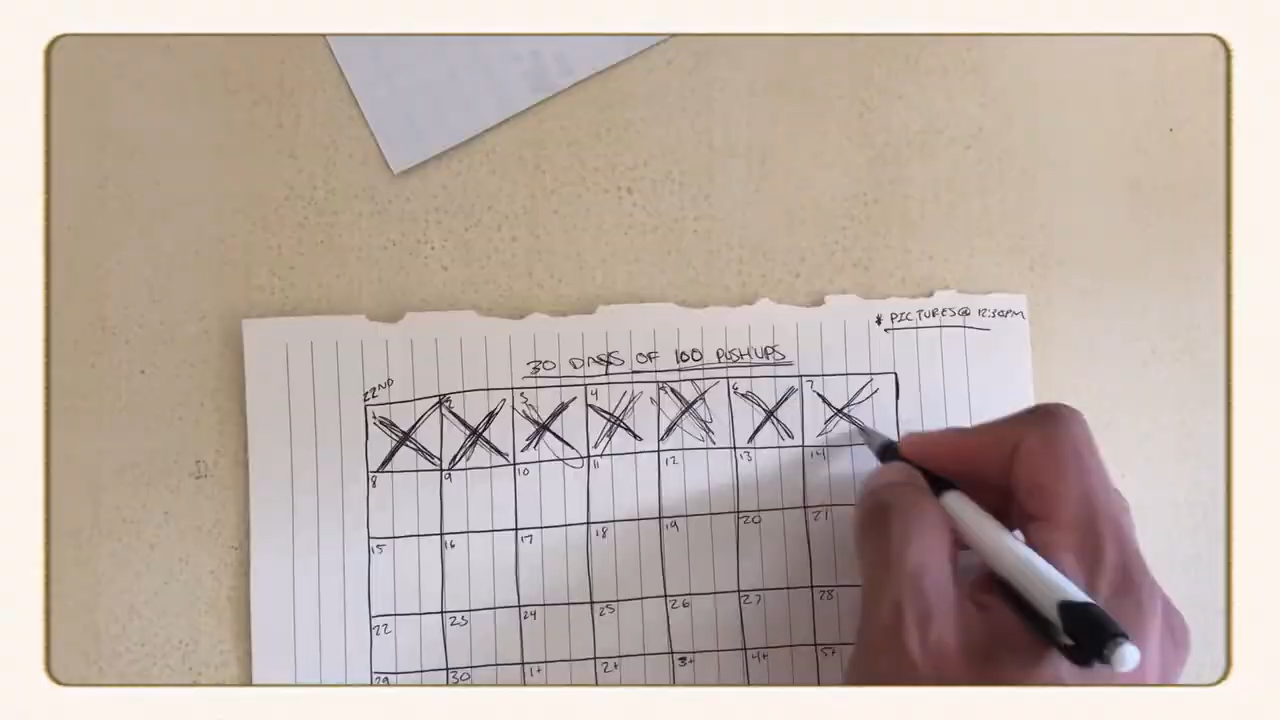 * PICTURES@ 12:30PM
30 DAYS OF 100 PUSHUPS
22ND
1 2 3 4 5 6 7
8 9 10 11 12 13 14
15 16 17 18 19 20 21
22 23 24 25 26 27 28
29 30 1+ 2+ 3+ 4+ 5+